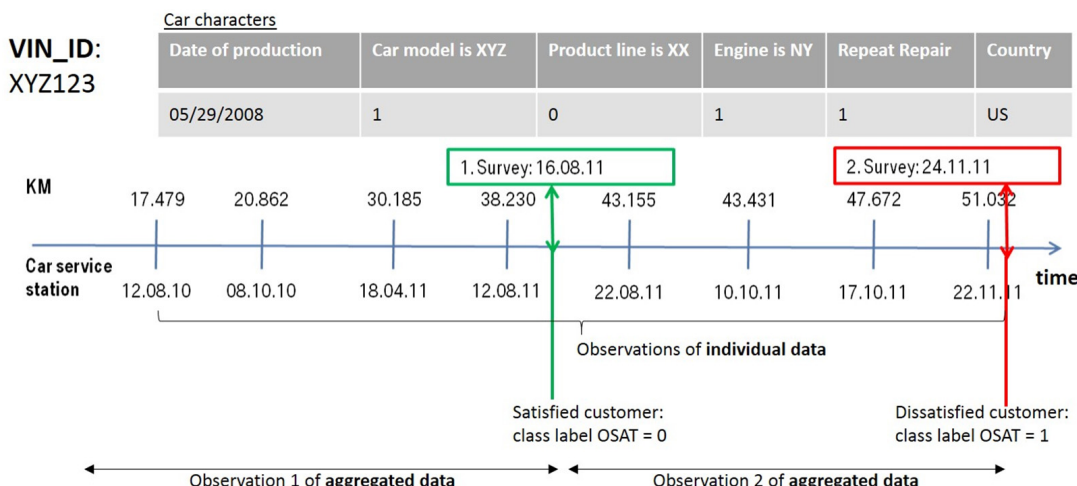 Car characters
VIN_ID:
XYZ123
Date of production Car model is XYZ Product line is XX Engine is NY Repeat Repair Country
05/29/2008 1 0 1 1 US
1. Survey: 16.08.11 2. Survey: 24.11.11
KM
17.479 20.862 30.185 38.230 43.155 43.431 47.672 51.032
Car service
station
time
12.08.10 08.10.10 18.04.11 12.08.11 22.08.11 10.10.11 17.10.11 22.11.11
Observations of individual data
Satisfied customer: Dissatisfied customer:
class label OSAT = 0 class label OSAT = 1
Observation 1 of aggregated data Observation 2 of aggregated data